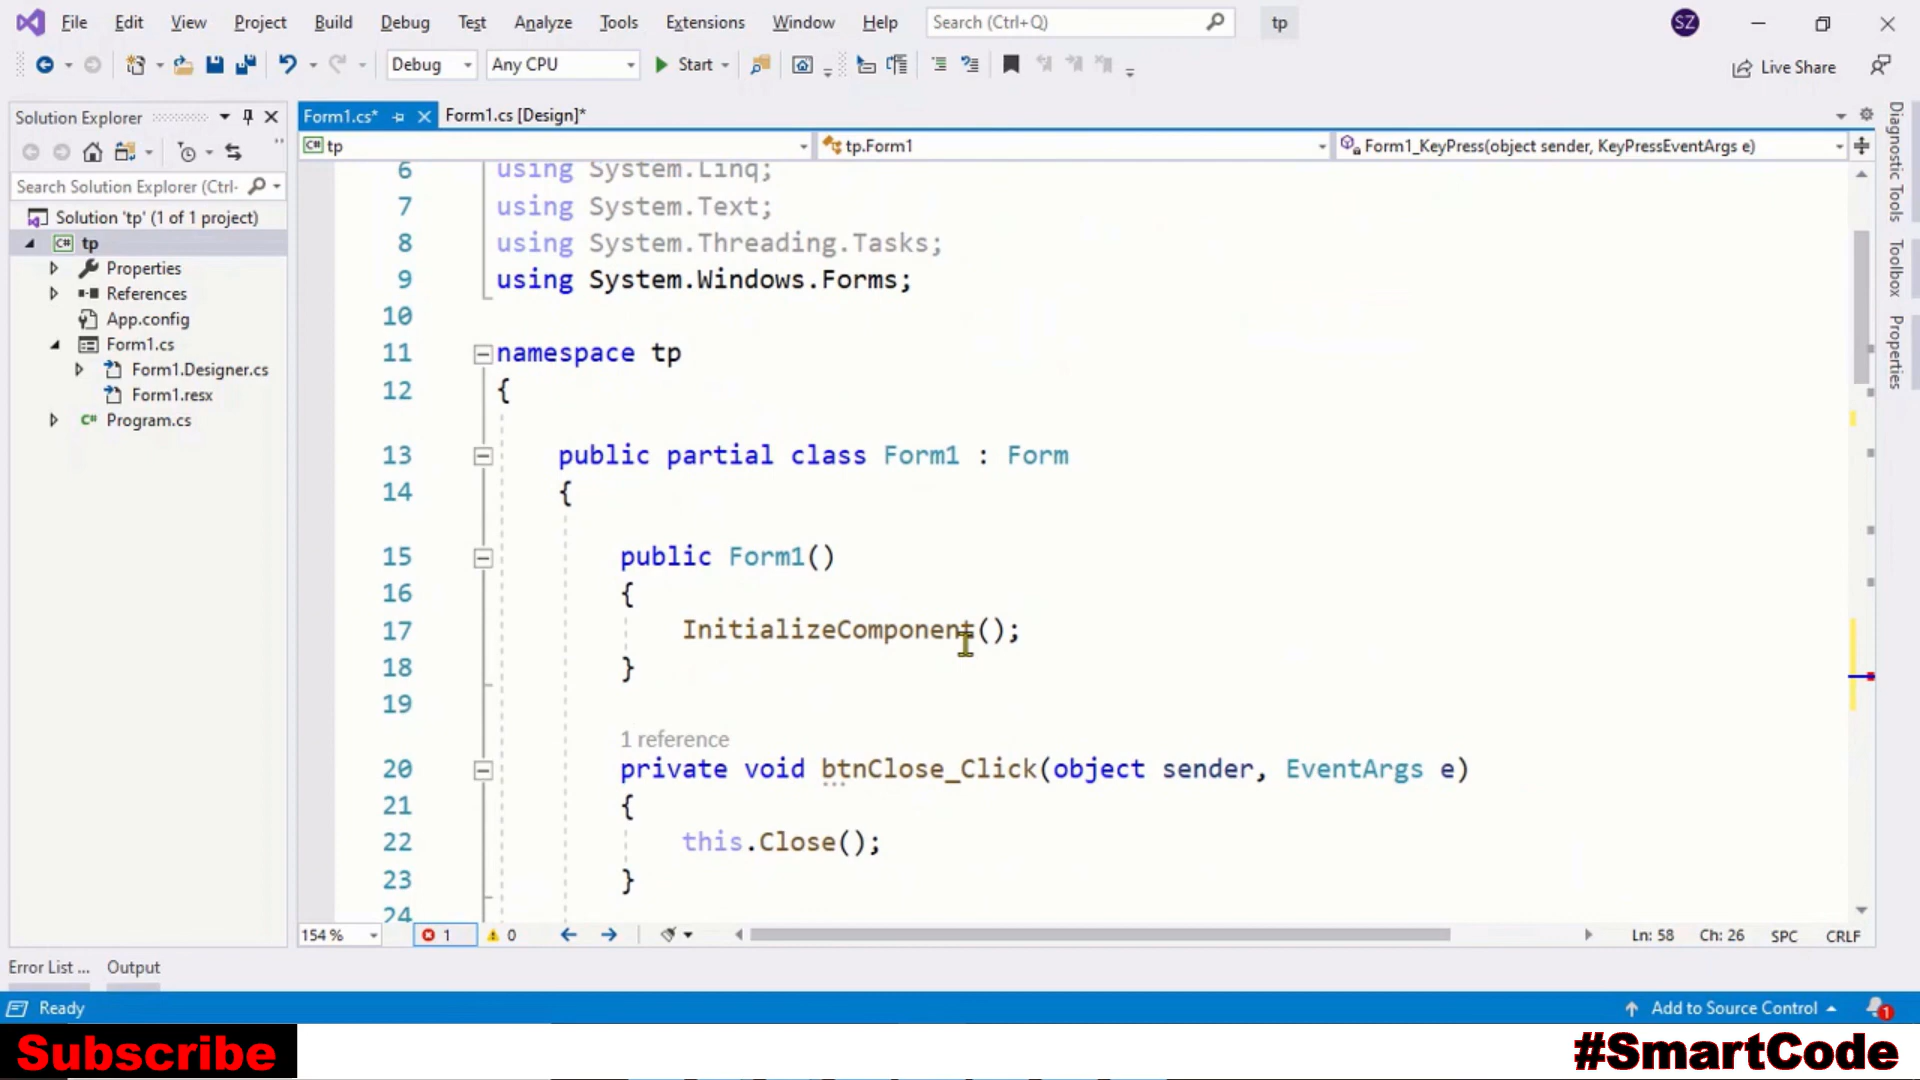 File Edit View Project Build Debug Test Analyze Tools Extensions Window Help Search (Ctrl+Q) tp SZ
Debug Any CPU Start Live Share
Solution Explorer
Search Solution Explorer (Ctrl-
Solution 'tp' (1 of 1 project)
C# tp
Properties
References
App.config
Form1.cs
Form1.Designer.cs
Form1.resx
C# Program.cs
Form1.cs* Form1.cs [Design]*
C# tp tp.Form1 Form1_KeyPress(object sender, KeyPressEventArgs e)
6 using System.Linq;
7 using System.Text;
8 using System.Threading.Tasks;
9 using System.Windows.Forms;
10
11 namespace tp
12 {
13 public partial class Form1 : Form
14 {
15 public Form1()
16 {
17 InitializeComponent();
18 }
19
1 reference
20 private void btnClose_Click(object sender, EventArgs e)
21 {
22 this.Close();
23 }
24
154 % 1 0 Ln: 58 Ch: 26 SPC CRLF
Diagnostic Tools
Toolbox
Properties
Error List ... Output
Ready Add to Source Control 1
Subscribe #SmartCode